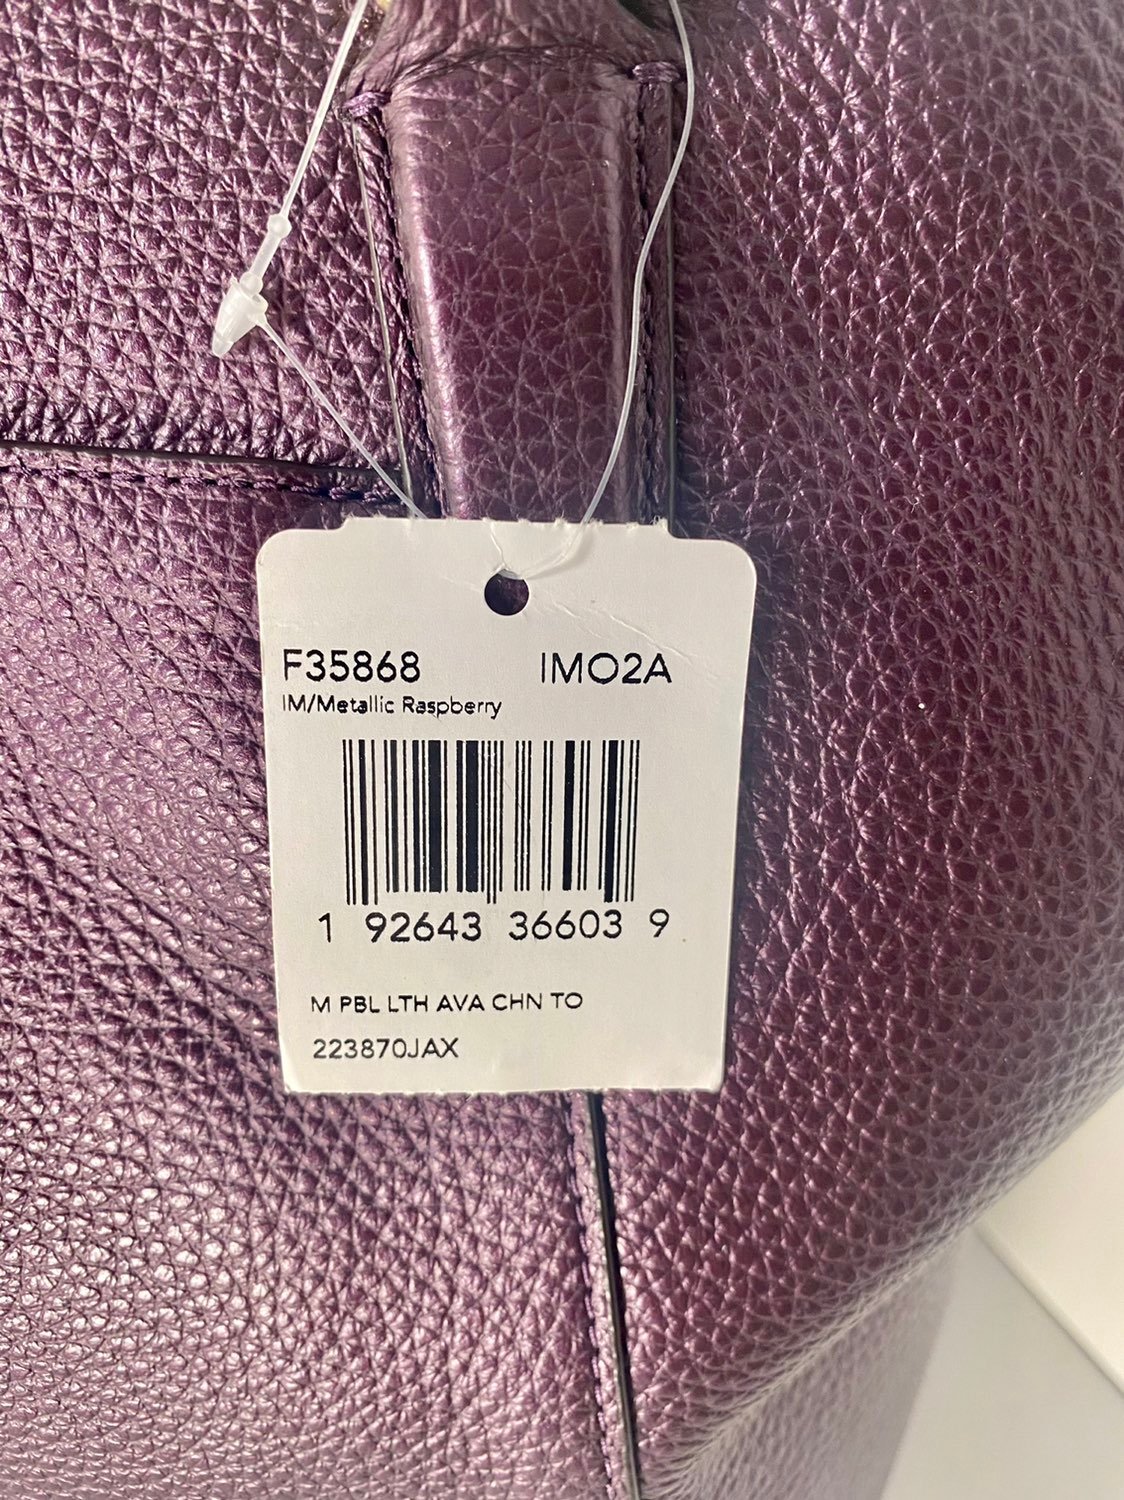 F35868 IMO2A
IM/Metallic Raspberry
1 92643 36603 9
M PBL LTH AVA CHN TO
223870JAX